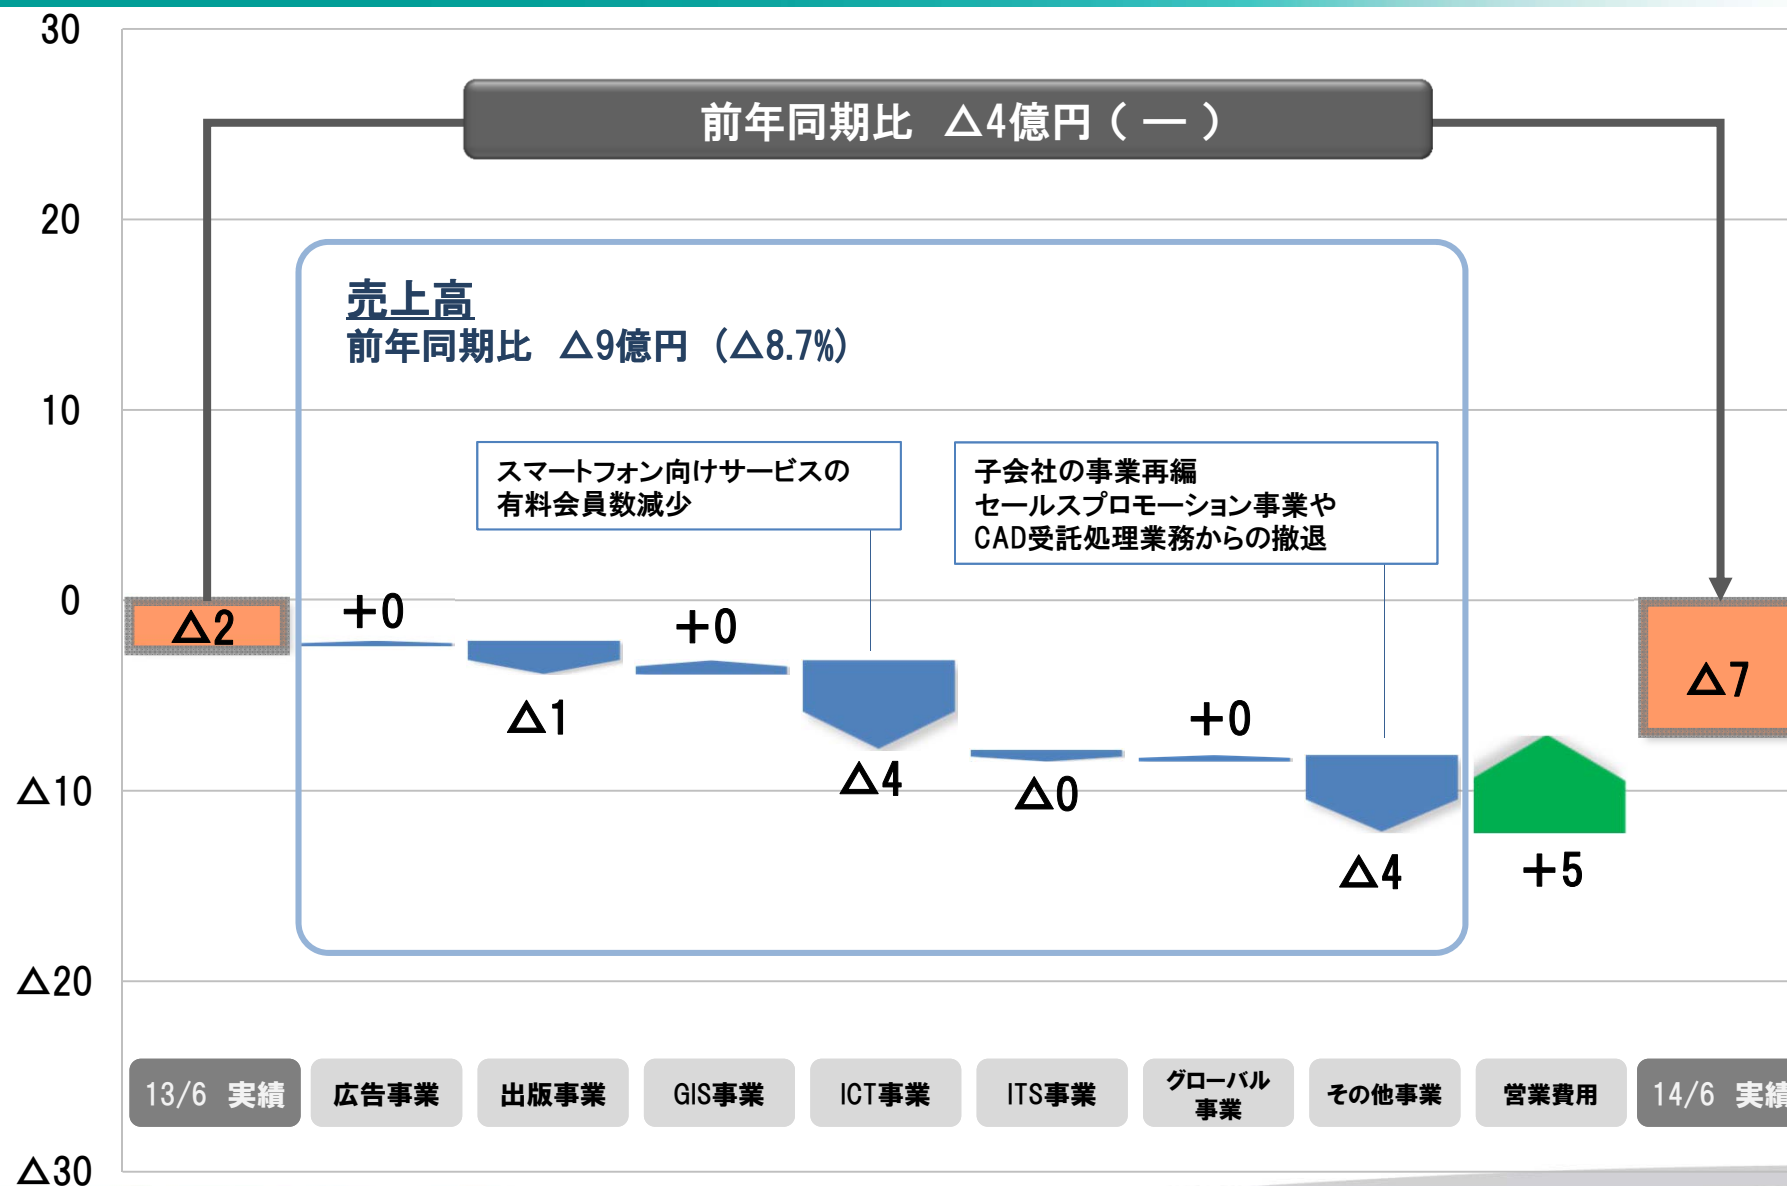 30
20
10
0
△10
△20
△30
前年同期比　△4億円（ ― ）
売上高
前年同期比　△9億円（△8.7%）
スマートフォン向けサービスの
有料会員数減少
子会社の事業再編
セールスプロモーション事業や
CAD受託処理業務からの撤退
△2
＋0
△1
＋0
△4
△0
＋0
△4
＋5
△7
13/6 実績
広告事業
出版事業
GIS事業
ICT事業
ITS事業
グローバル
事業
その他事業
営業費用
14/6 実績